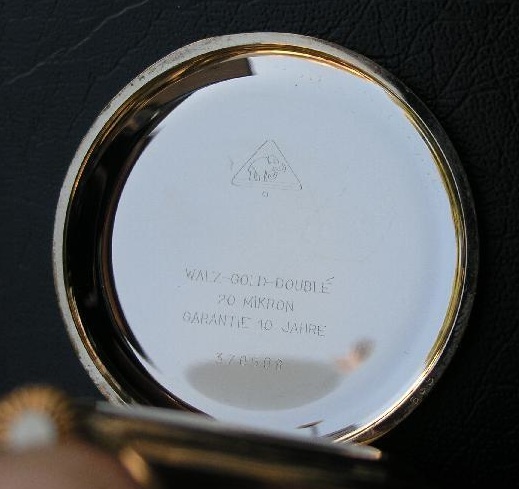 WALZ-GOLD-DOUBLÉ
20 MIKRON
GARANTIE 10 JAHRE